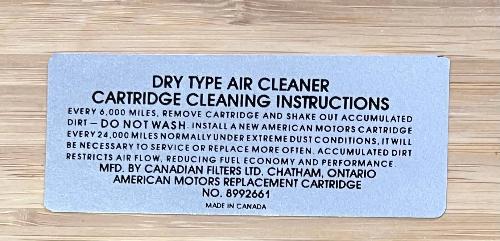 DRY TYPE AIR CLEANER
CARTRIDGE CLEANING INSTRUCTIONS
EVERY 6,000 MILES, REMOVE CARTRIDGE AND SHAKE OUT ACCUMULATED
DIRT – DO NOT WASH. INSTALL A NEW AMERICAN MOTORS CARTRIDGE
EVERY 24,000 MILES NORMALLY UNDER EXTREME DUST CONDITIONS, IT WILL
BE NECESSARY TO SERVICE OR REPLACE MORE OFTEN. ACCUMULATED DIRT
RESTRICTS AIR FLOW, REDUCING FUEL ECONOMY AND PERFORMANCE
MFD. BY CANADIAN FILTERS LTD. CHATHAM, ONTARIO
AMERICAN MOTORS REPLACEMENT CARTRIDGE
NO. 8992661
MADE IN CANADA